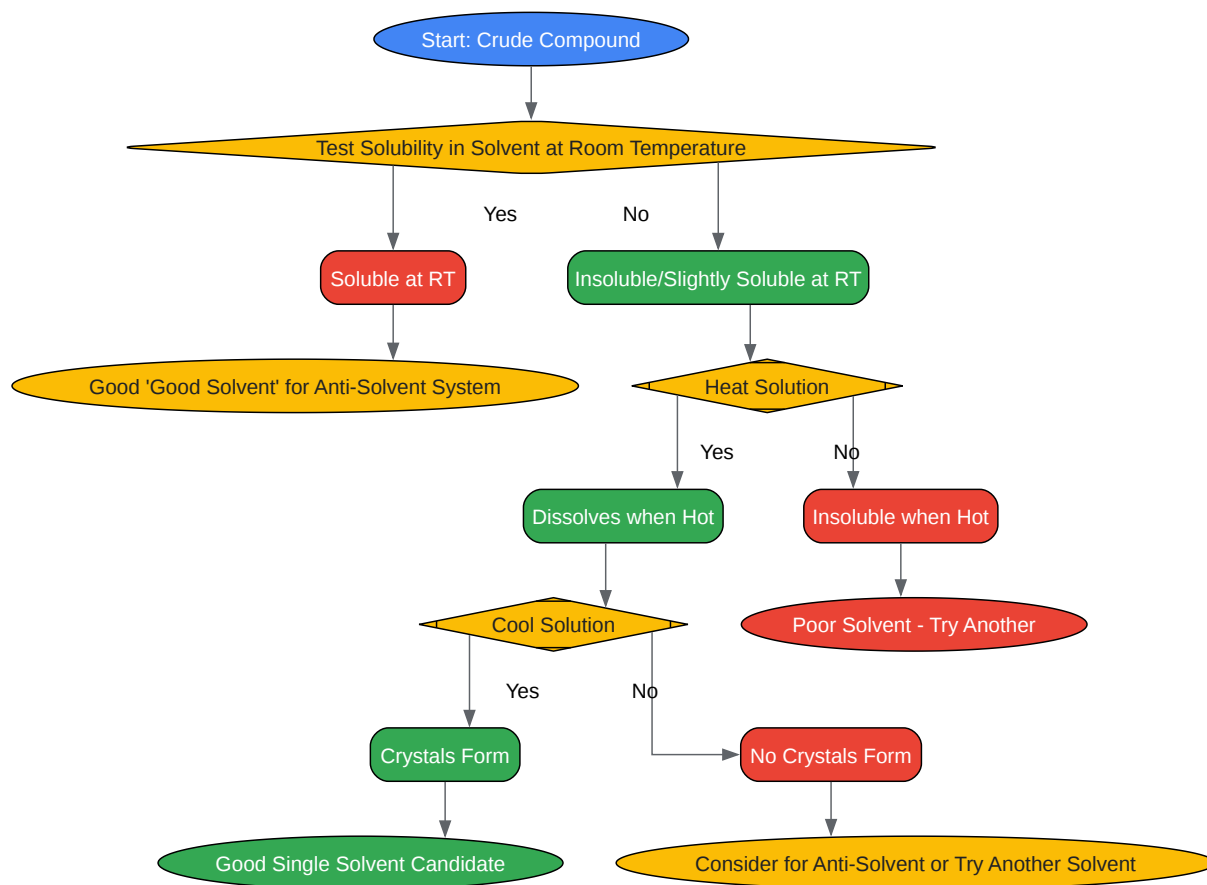 Start: Crude Compound
Test Solubility in Solvent at Room Temperature
Yes
No
Soluble at RT
Insoluble/Slightly Soluble at RT
Good 'Good Solvent' for Anti-Solvent System
Heat Solution
Yes
No
Dissolves when Hot
Insoluble when Hot
Cool Solution
Poor Solvent - Try Another
Yes
No
Crystals Form
No Crystals Form
Good Single Solvent Candidate
Consider for Anti-Solvent or Try Another Solvent